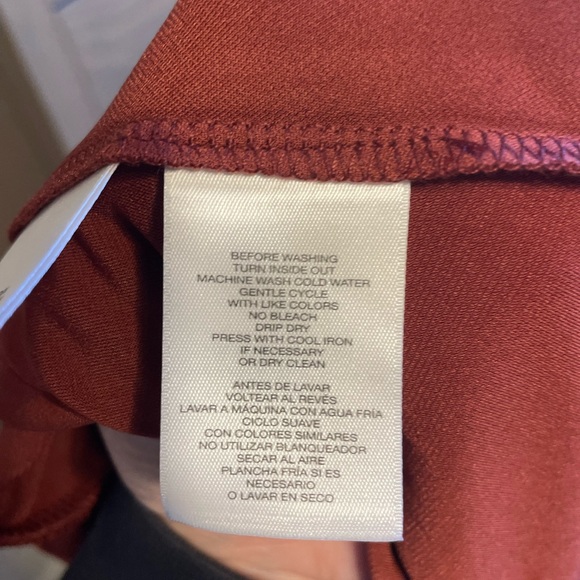 BEFORE WASHING
TURN INSIDE OUT
MACHINE WASH COLD WATER
GENTLE CYCLE
WITH LIKE COLORS
NO BLEACH
DRIP DRY
PRESS WITH COOL IRON
IF NECESSARY
OR DRY CLEAN
ANTES DE LAVAR
VOLTEAR AL REVÉS
LAVAR A MÁQUINA CON AGUA FRÍA
CICLO SUAVE
CON COLORES SIMILARES
NO UTILIZAR BLANQUEADOR
SECAR AL AIRE
PLANCHA FRÍA SI ES
NECESARIO
O LAVAR EN SECO